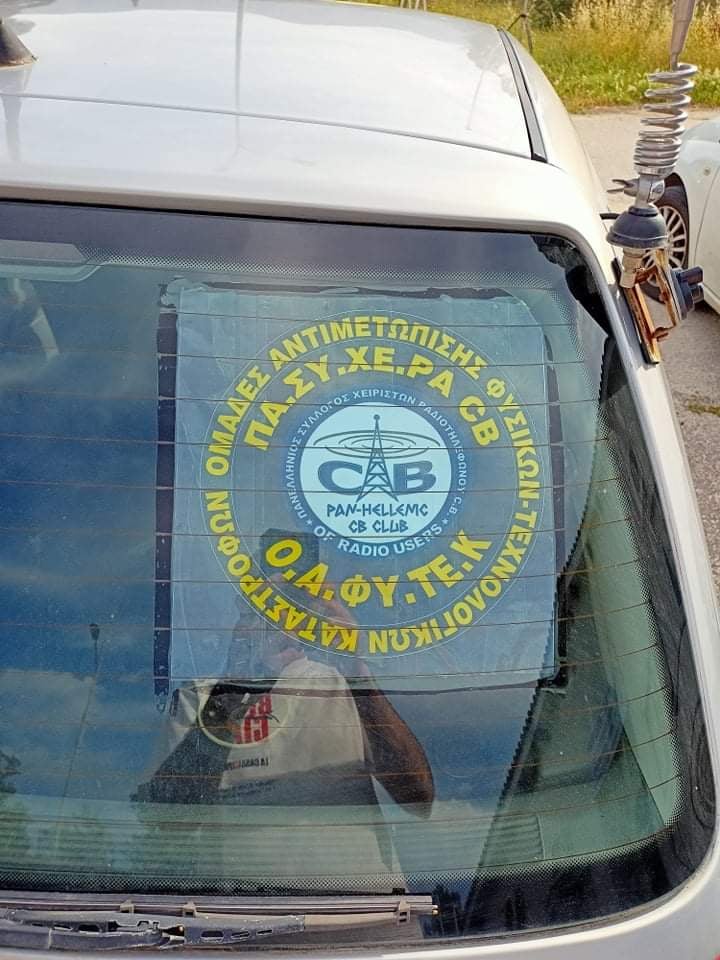 ΟΜΑΔΕΣ ΑΝΤΙΜΕΤΩΠΙΣΗΣ ΦΥΣΙΚΩΝ-ΤΕΧΝΟΛΟΓΙΚΩΝ ΚΑΤΑΣΤΡΟΦΩΝ
ΠΑ.ΣΥ.ΧΕ.ΡΑ CB
ΠΑΝΕΛΛΗΝΙΟΣ ΣΥΛΛΟΓΟΣ ΧΕΙΡΙΣΤΩΝ ΡΑΔΙΟΤΗΛΕΦΩΝΟΥ C.B.
CB
PAN-HELLENIC
CB CLUB
* OF RADIO USERS *
Ο.Α.ΦΥ.ΤΕ.Κ